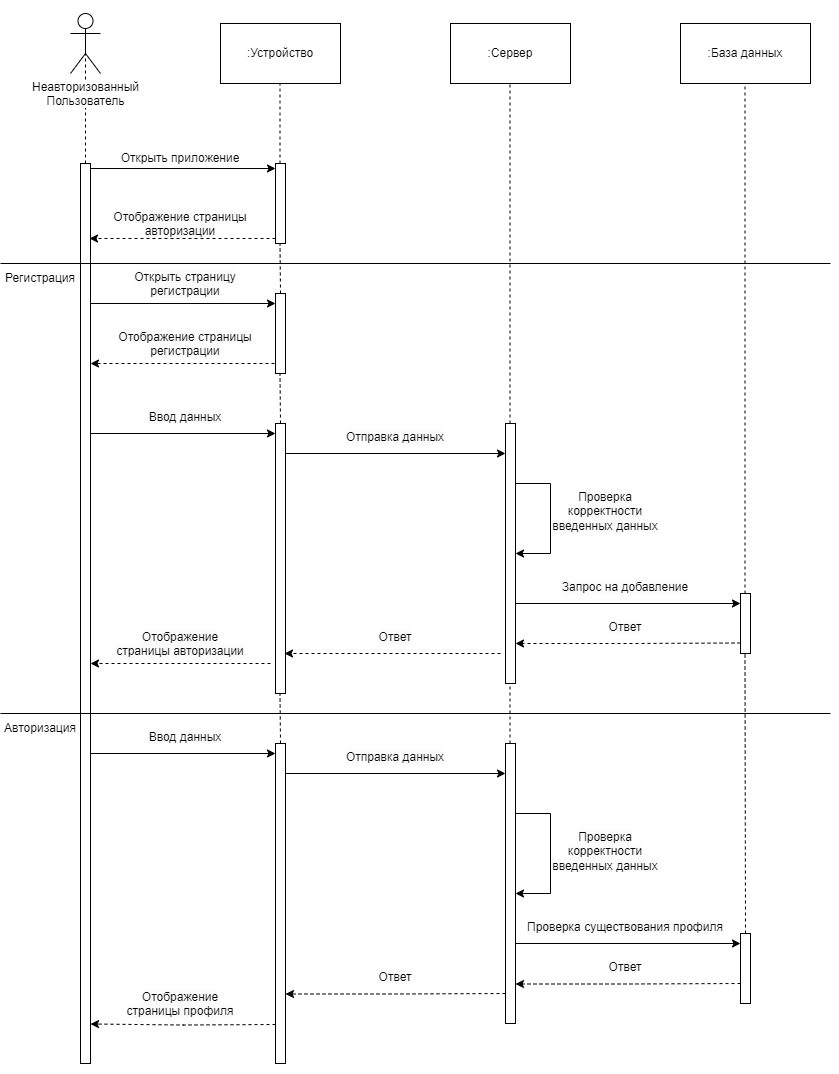 Неавторизованный
Пользователь
:Устройство
:Сервер
:База данных
Открыть приложение
Отображение страницы
авторизации
Регистрация
Открыть страницу
регистрации
Отображение страницы
регистрации
Ввод данных
Отправка данных
Проверка
корректности
введенных данных
Запрос на добавление
Ответ
Ответ
Отображение
страницы авторизации
Авторизация
Ввод данных
Отправка данных
Проверка
корректности
введенных данных
Проверка существования профиля
Ответ
Ответ
Отображение
страницы профиля